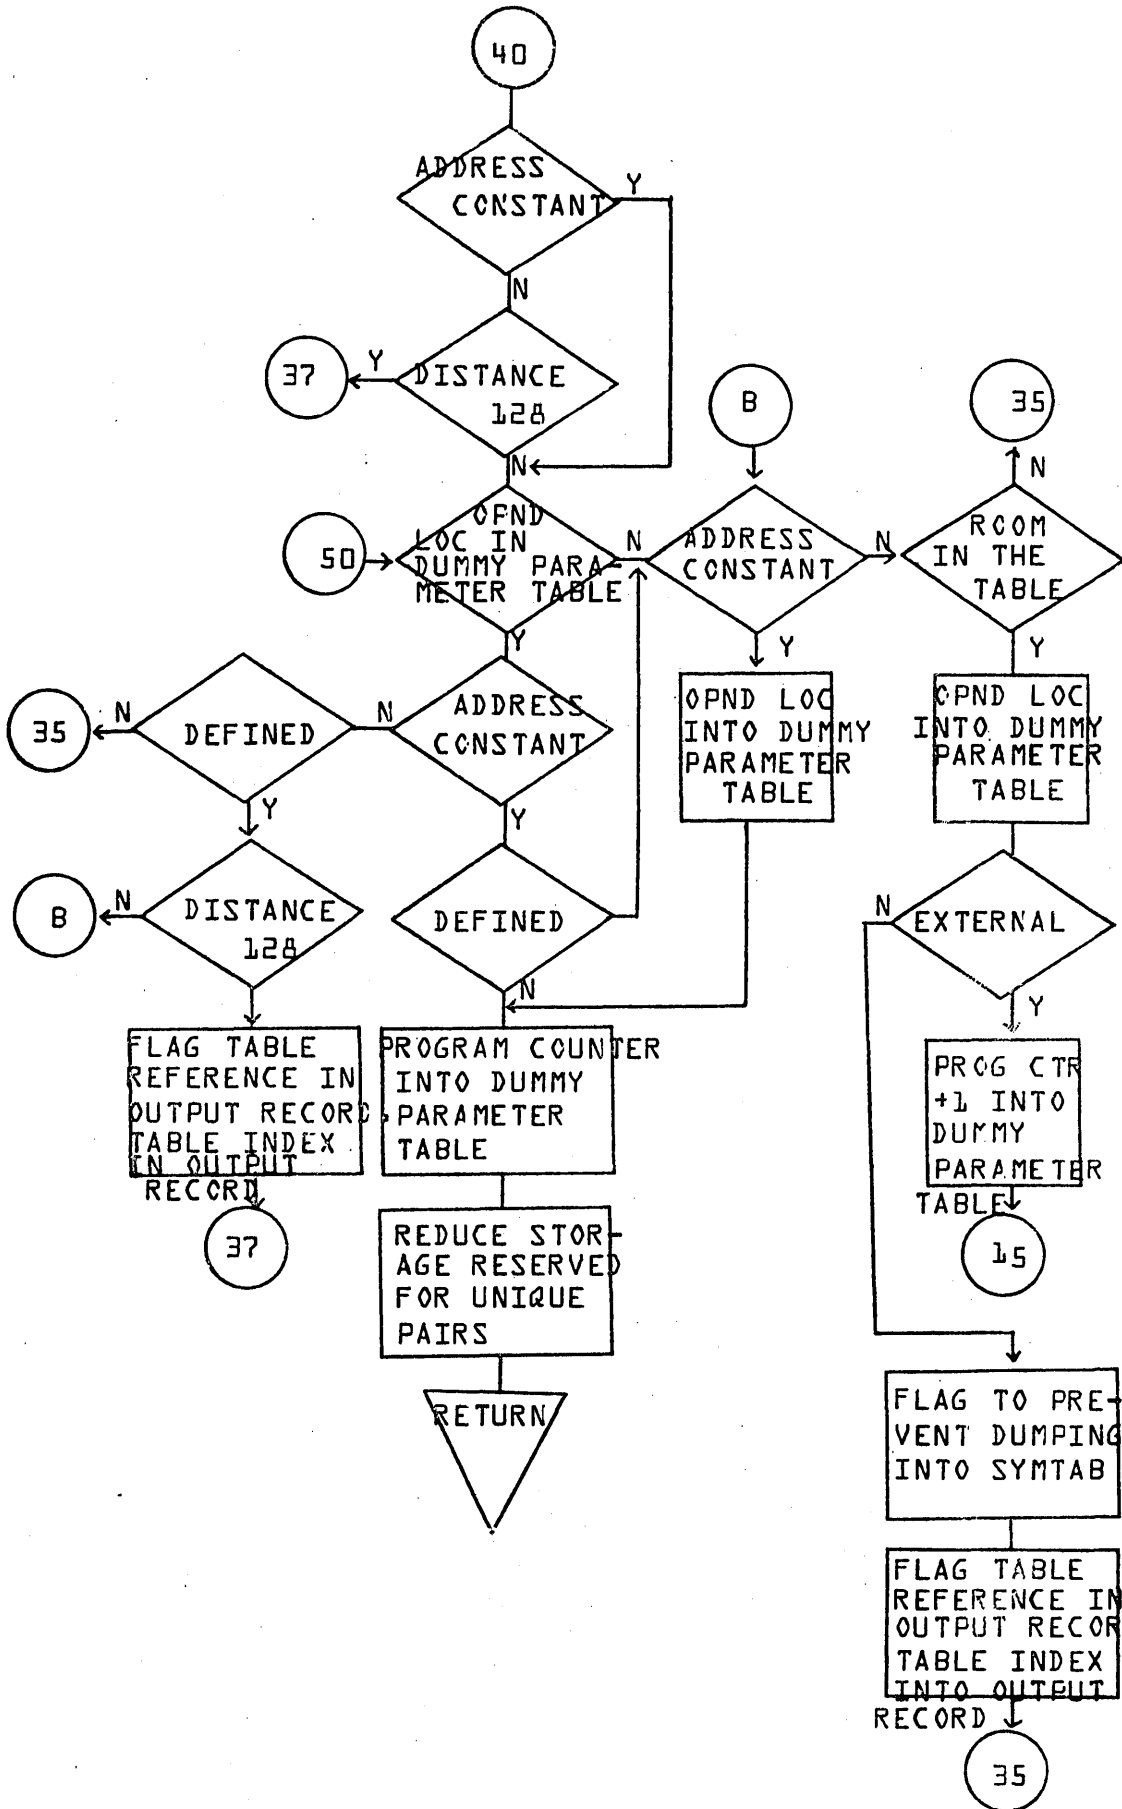 40
ADDRESS
CONSTANT
Y
N
37
Y
DISTANCE
128
N
B
35
N
50
OPND
LOC IN
DUMMY PARA-
METER TABLE
N
ADDRESS
CONSTANT
N
ROOM
IN THE
TABLE
Y
Y
Y
35
N
DEFINED
N
ADDRESS
CONSTANT
OPND LOC
INTO DUMMY
PARAMETER
TABLE
OPND LOC
INTO DUMMY
PARAMETER
TABLE
Y
Y
B
N
DISTANCE
128
DEFINED
N
N
EXTERNAL
Y
FLAG TABLE
REFERENCE IN
OUTPUT RECORD.
TABLE INDEX
IN OUTPUT
RECORD
PROGRAM COUNTER
INTO DUMMY
PARAMETER
TABLE
PROG CTR
+1 INTO
DUMMY
PARAMETER
TABLE
37
REDUCE STOR-
AGE RESERVED
FOR UNIQUE
PAIRS
15
RETURN
FLAG TO PRE-
VENT DUMPING
INTO SYMTAB
FLAG TABLE
REFERENCE IN
OUTPUT RECOR
TABLE INDEX
INTO OUTPUT
RECORD
35